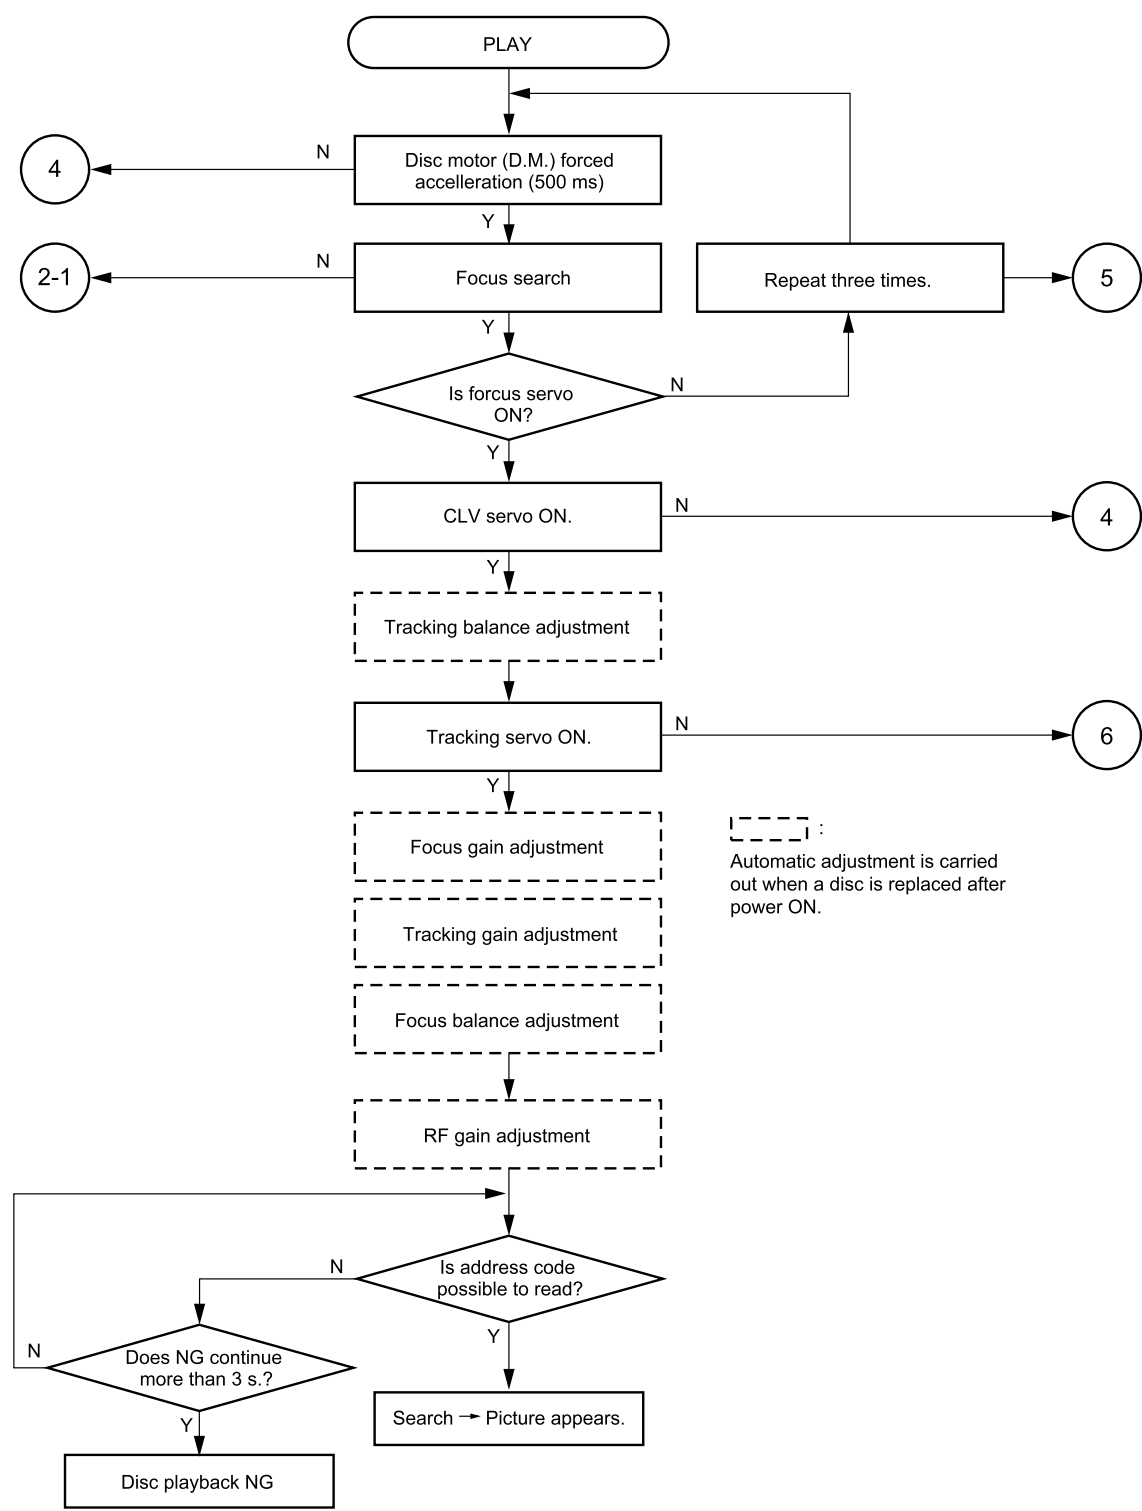 PLAY
N
4
Disc motor (D.M.) forced
accelleration (500 ms)
Y
N
2-1
Focus search
Repeat three times.
5
Y
Is forcus servo
ON?
N
Y
CLV servo ON.
N
4
Y
Tracking balance adjustment
Tracking servo ON.
N
6
Y
Focus gain adjustment
:
Automatic adjustment is carried
out when a disc is replaced after
power ON.
Tracking gain adjustment
Focus balance adjustment
RF gain adjustment
Is address code
possible to read?
N
Y
Does NG continue
more than 3 s.?
N
Y
Search → Picture appears.
Disc playback NG